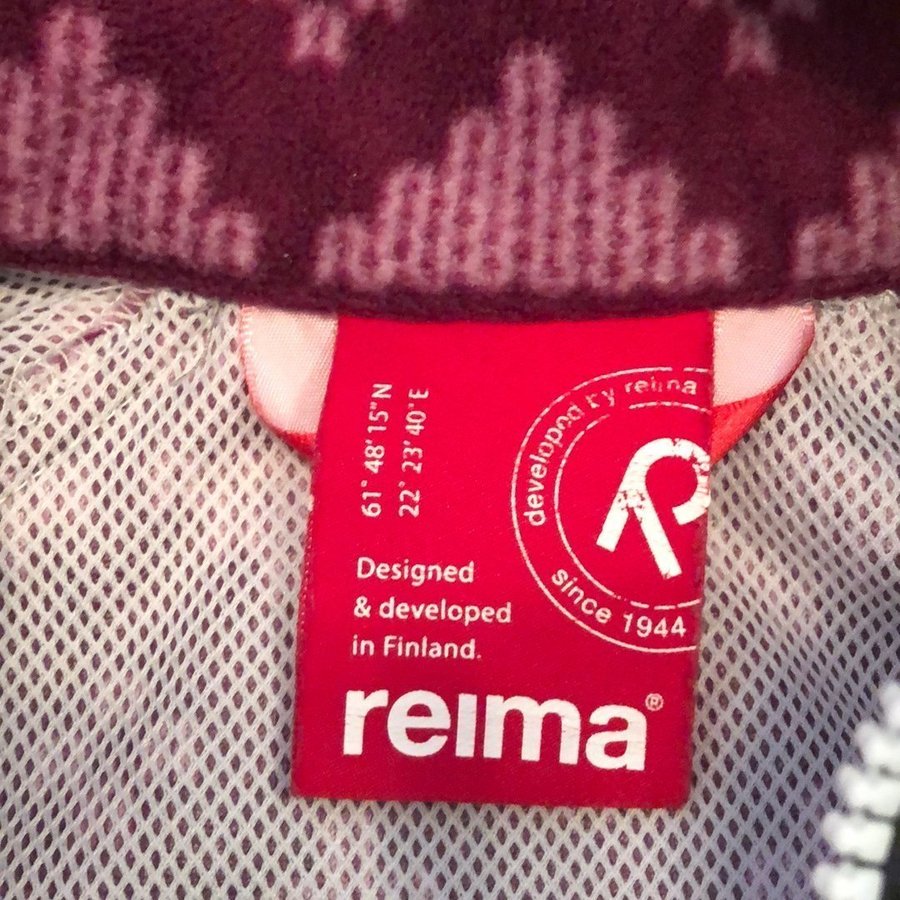 61° 48' 15"N
22° 23' 40"E
developed by reima
R
since 1944
Designed
& developed
in Finland.
reima®